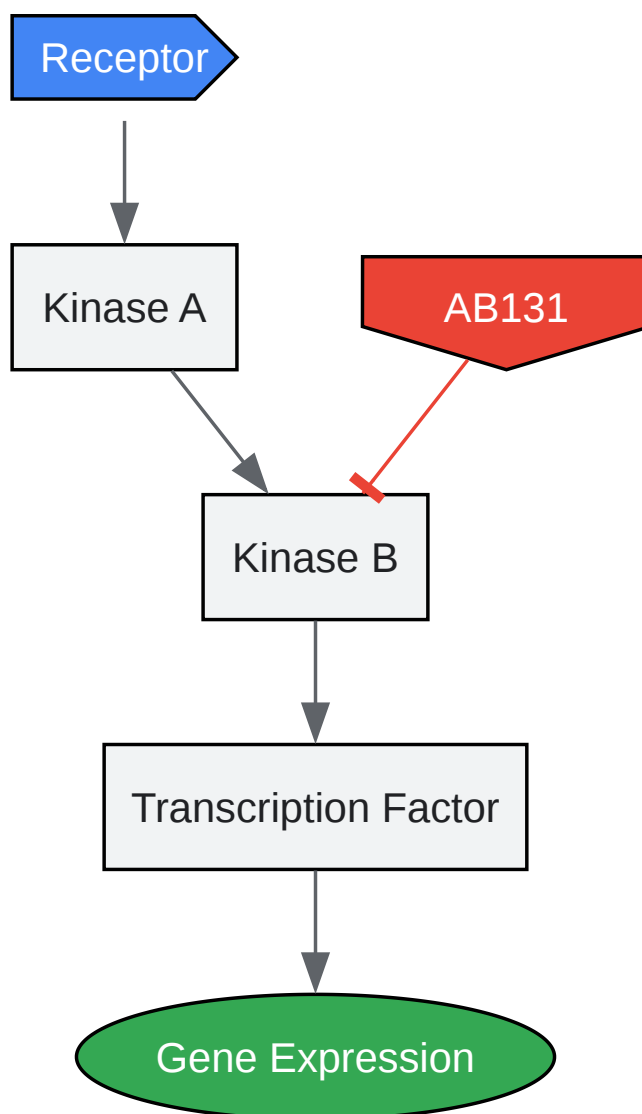 Receptor
Kinase A
AB131
Kinase B
Transcription Factor
Gene Expression